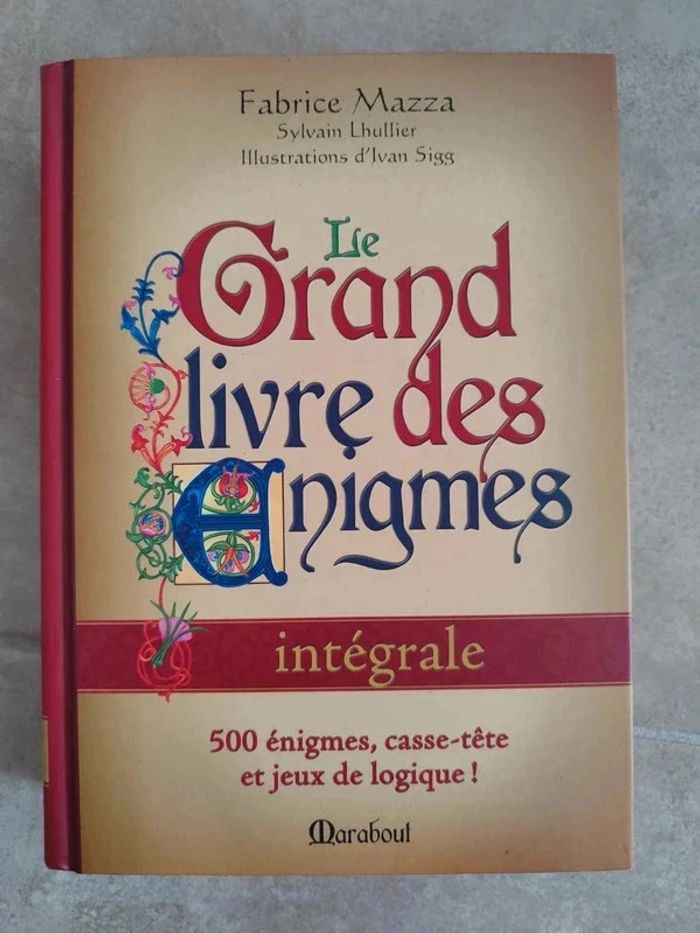 Fabrice Mazza
Sylvain Lhullier
Illustrations d'Ivan Sigg
Le
Grand
livre des
Énigmes
intégrale
500 énigmes, casse-tête
et jeux de logique !
Marabout